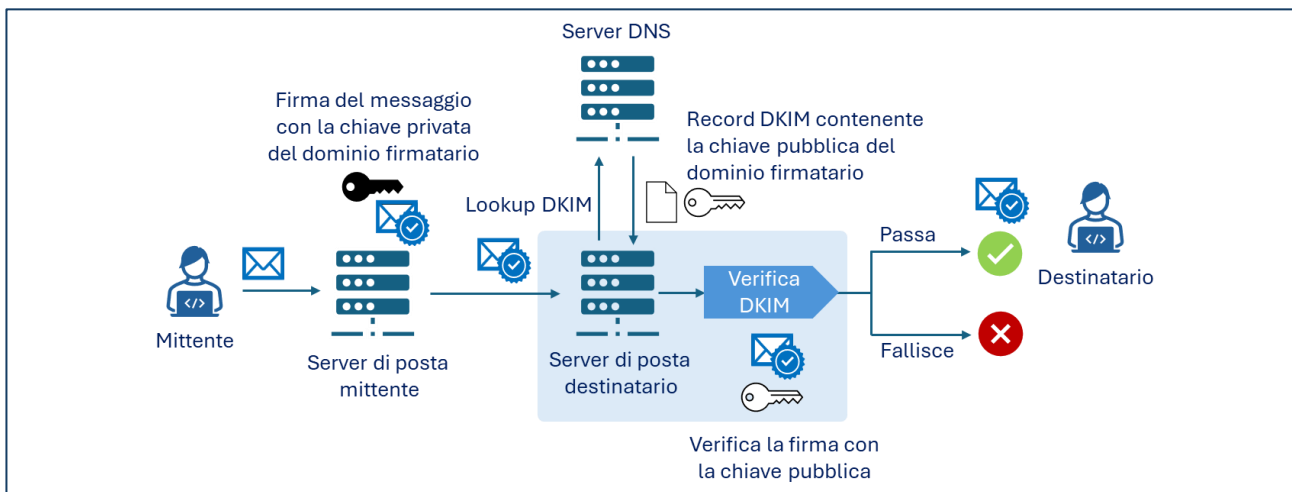 Server DNS
Firma del messaggio
con la chiave privata
del dominio firmatario
Record DKIM contenente
la chiave pubblica del
dominio firmatario
Lookup DKIM
Passa
Verifica
DKIM
Destinatario
Mittente
Fallisce
Server di posta
mittente
Server di posta
destinatario
Verifica la firma con
la chiave pubblica